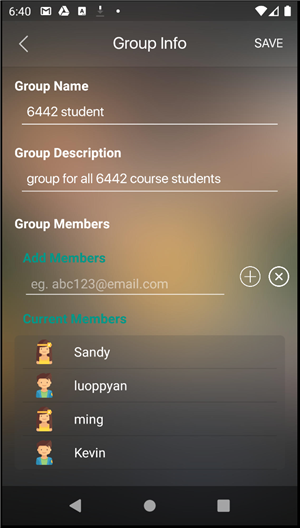 6:40
Group Info
SAVE
Group Name
6442 student
Group Description
group for all 6442 course students
Group Members
Add Members
eg. abc123@email.com
Current Members
Sandy
luoppyan
ming
Kevin